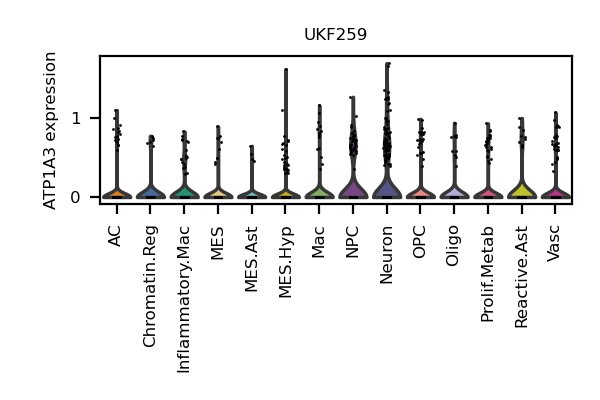 UKF259
ATP1A3 expression
1
0
AC
Chromatin.Reg
Inflammatory.Mac
MES
MES.Ast
MES.Hyp
Mac
NPC
Neuron
OPC
Oligo
Prolif.Metab
Reactive.Ast
Vasc